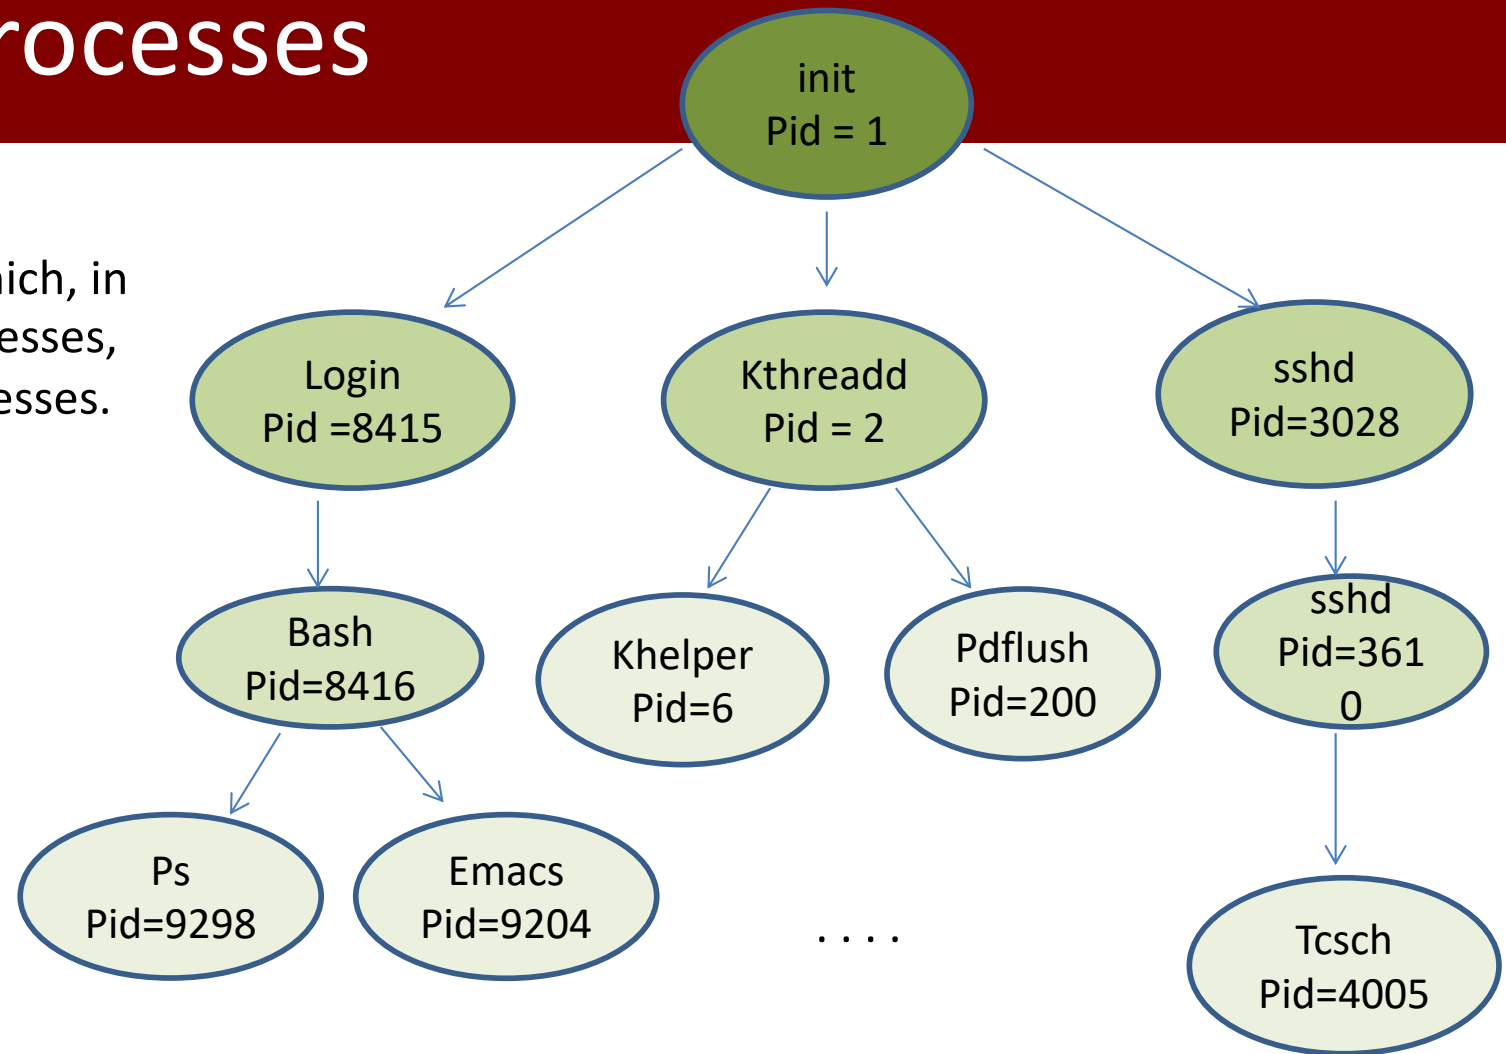 rocesses
init
Pid = 1
ich, in
esses,
esses.
Login
Pid =8415
Kthreadd
Pid = 2
sshd
Pid=3028
Bash
Pid=8416
Khelper
Pid=6
Pdflush
Pid=200
sshd
Pid=361
0
Ps
Pid=9298
Emacs
Pid=9204
. . . .
Tcsch
Pid=4005